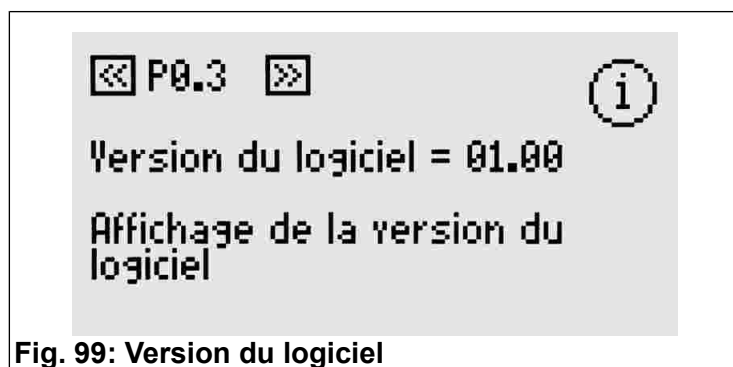 « P0.3 »
i
Version du logiciel = 01.00
Affichage de la version du
logiciel
Fig. 99: Version du logiciel